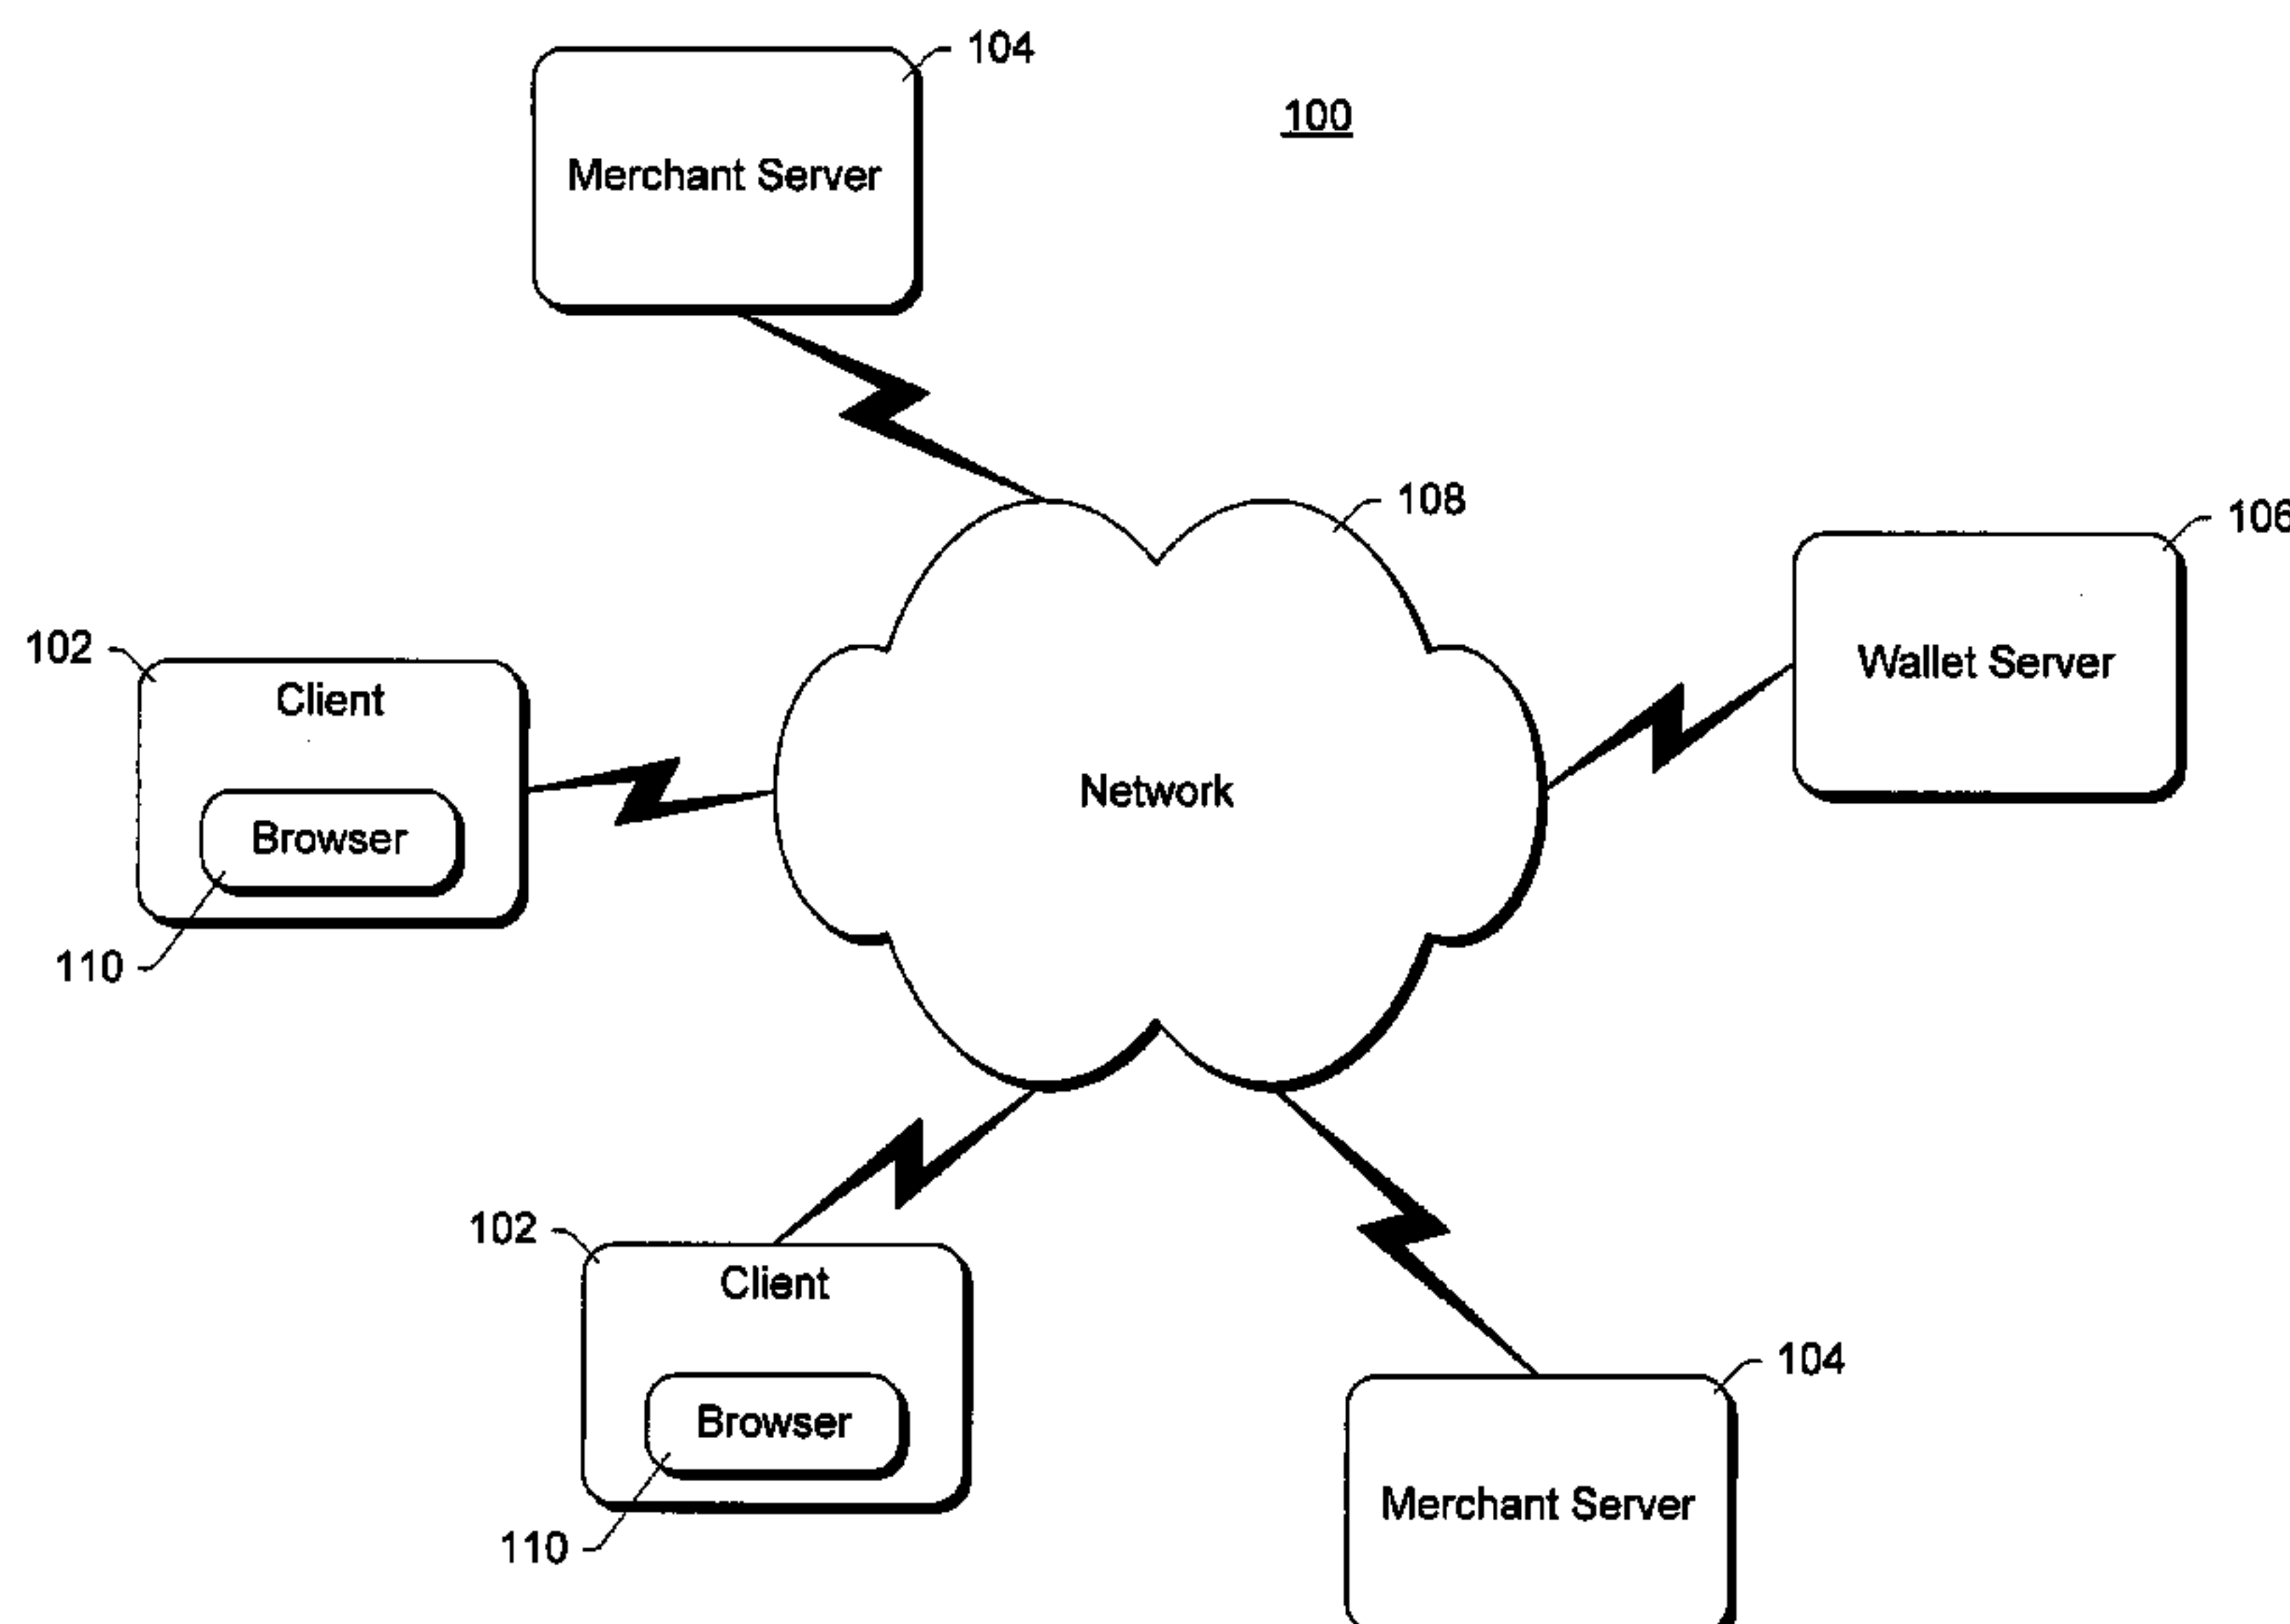 104
100
Merchant Server
108
106
102
Client
Wallet Server
Network
Browser
110
102
Client
104
Browser
Merchant Server
110